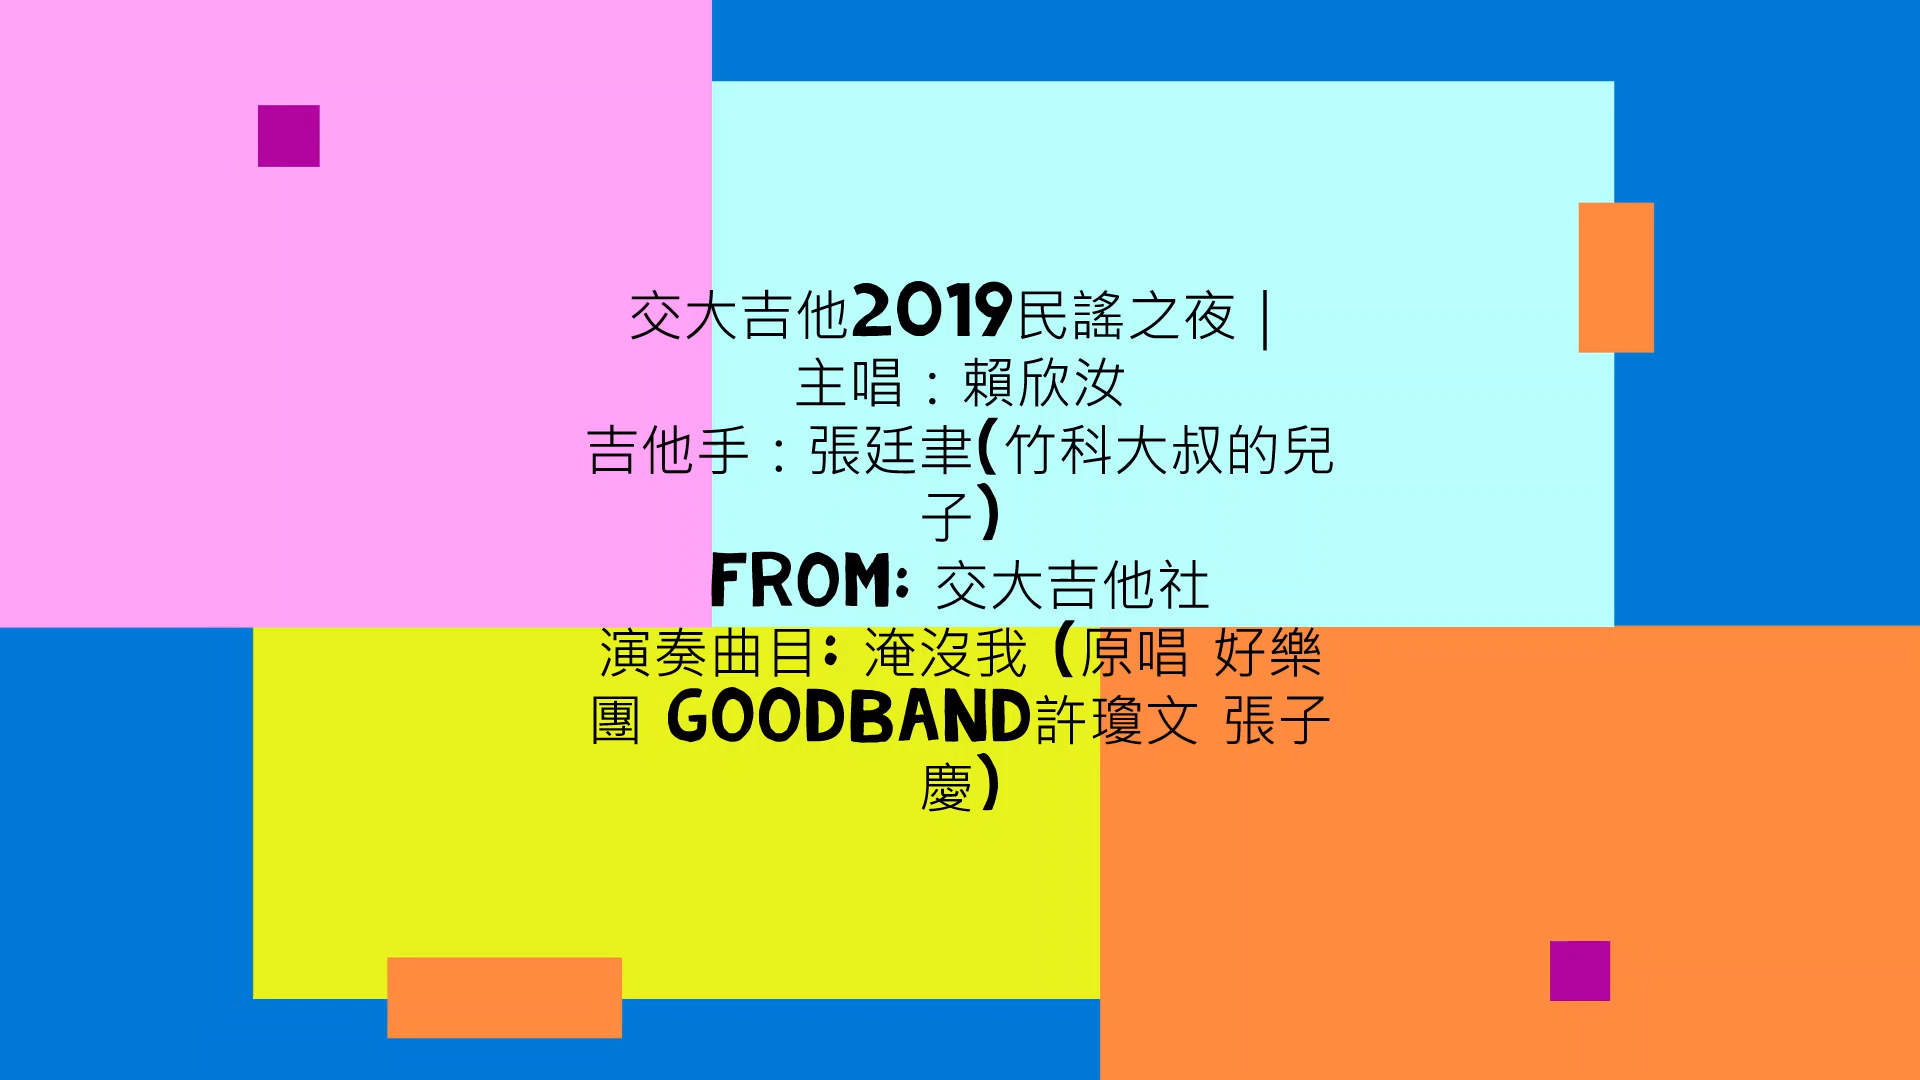 交大吉他2019民謠之夜 |
主唱：賴欣汝
吉他手：張廷聿(竹科大叔的兒
子)
FROM: 交大吉他社
演奏曲目: 淹沒我 (原唱 好樂
團 GOODBAND許瓊文 張子
慶)